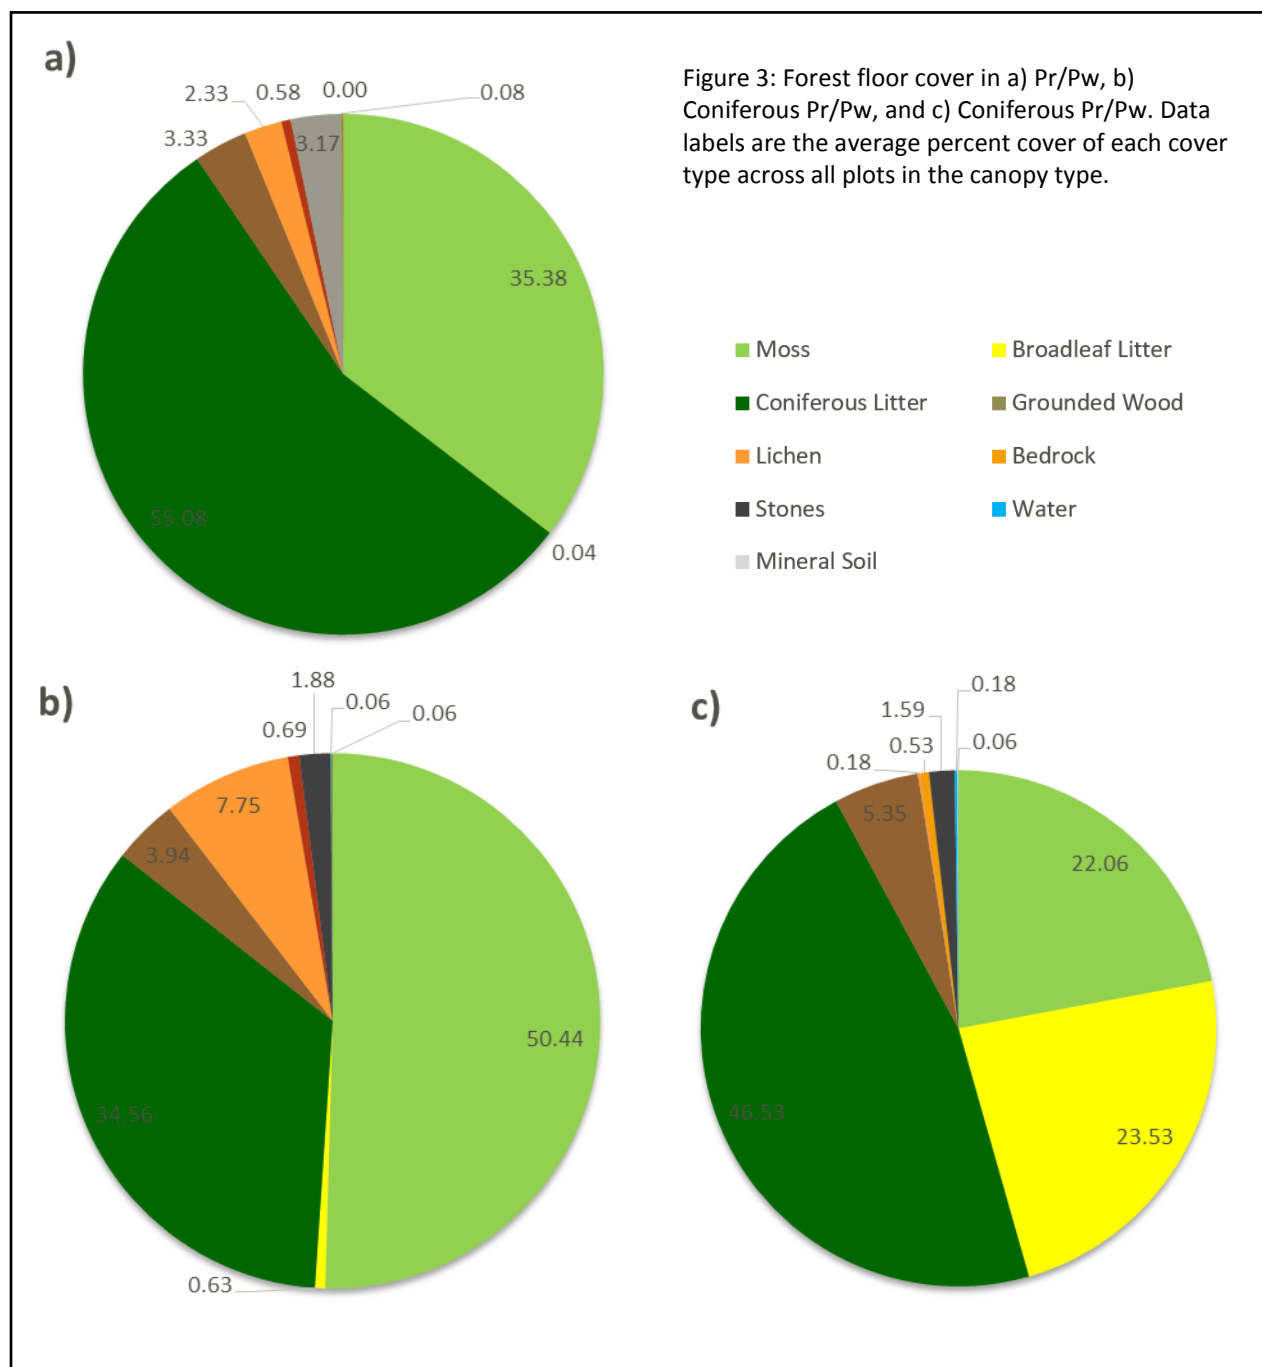 a)
Figure 3: Forest floor cover in a) Pr/Pw, b)
Coniferous Pr/Pw, and c) Coniferous Pr/Pw. Data
labels are the average percent cover of each cover
type across all plots in the canopy type.
2.33
0.58
0.00
0.08
3.33
3.17
35.38
55.08
0.04
Moss
Broadleaf Litter
Coniferous Litter
Grounded Wood
Lichen
Bedrock
Stones
Water
Mineral Soil
b)
1.88
0.06
0.69
0.06
7.75
3.94
50.44
34.56
0.63
c)
0.18
1.59
0.53
0.06
0.18
5.35
22.06
46.53
23.53